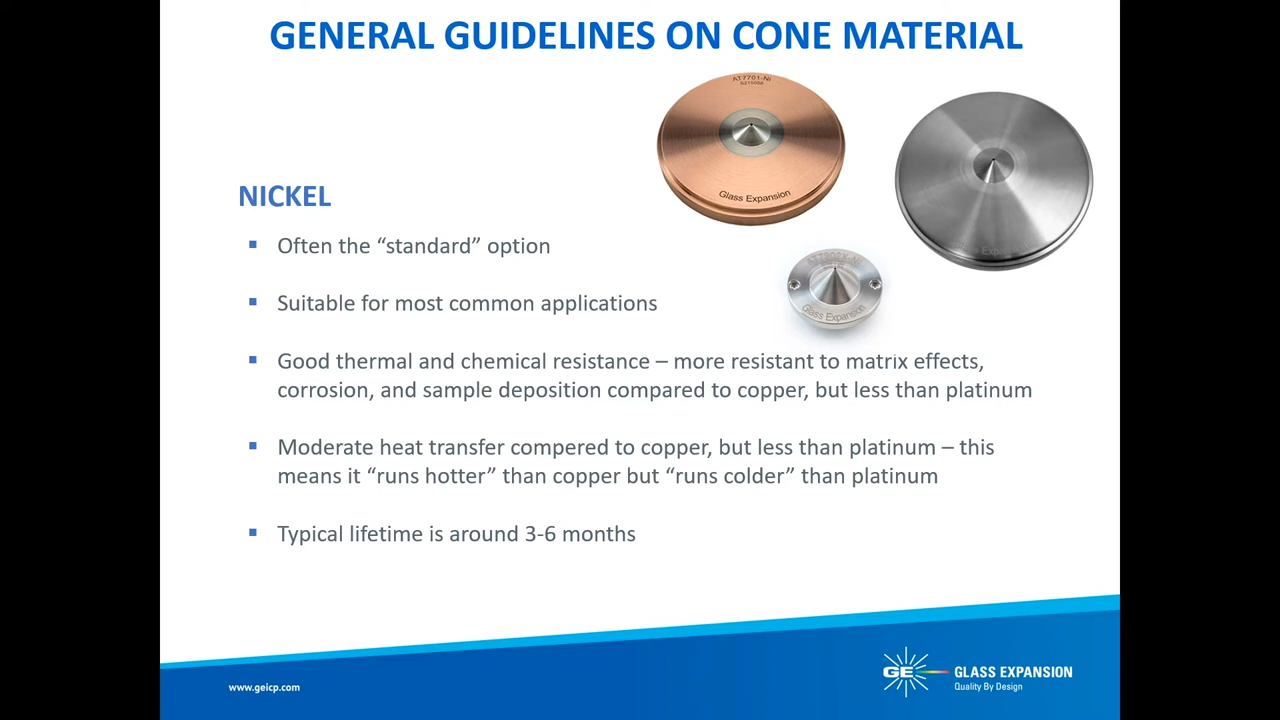 GENERAL GUIDELINES ON CONE MATERIAL
AT7701-Ni
NICKEL
Glass Expansion
▪ Often the “standard” option
Glass Expansion
▪ Suitable for most common applications
▪ Good thermal and chemical resistance – more resistant to matrix effects,
corrosion, and sample deposition compared to copper, but less than platinum
▪ Moderate heat transfer compered to copper, but less than platinum – this
means it “runs hotter” than copper but “runs colder” than platinum
▪ Typical lifetime is around 3-6 months
GE
GLASS EXPANSION
Quality By Design
www.geicp.com